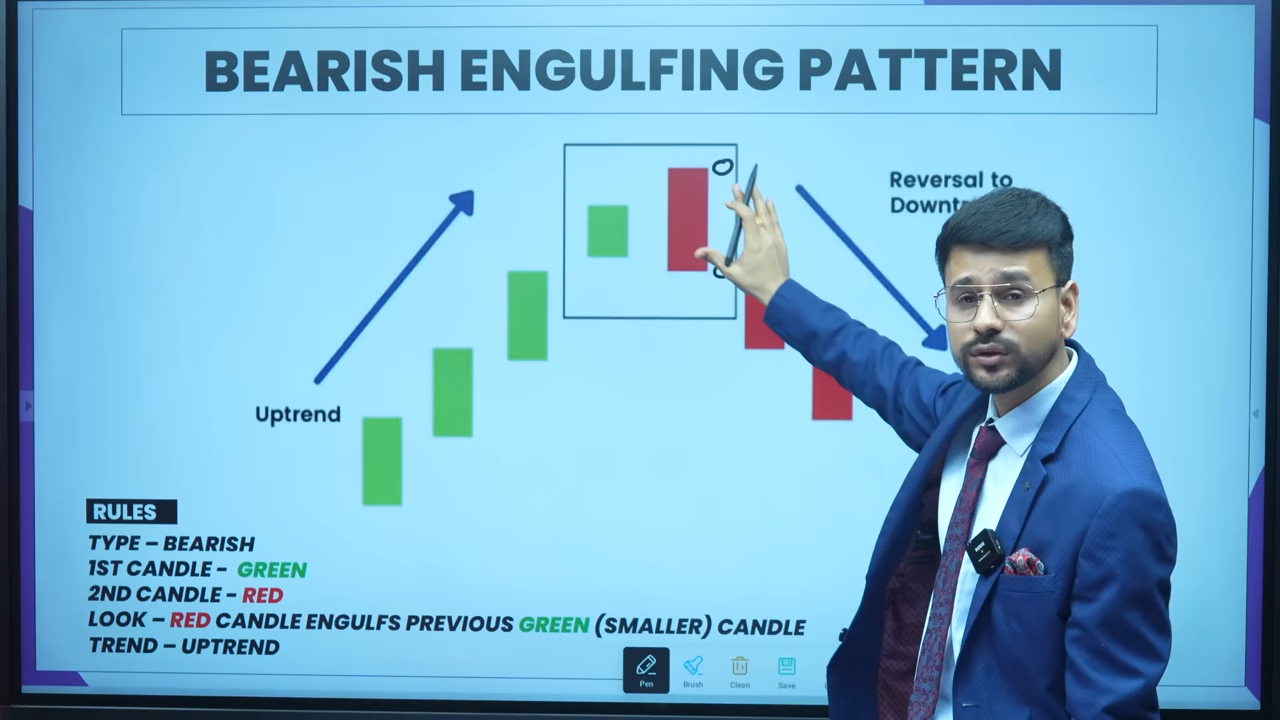 BEARISH ENGULFING PATTERN
Reversal to
Uptrend
RULES
TYPE – BEARISH
1ST CANDLE – GREEN
2ND CANDLE – RED
LOOK – RED CANDLE ENGULFS PREVIOUS GREEN (SMALLER) CANDLE
TREND – UPTREND
Pen Brush Clean Save